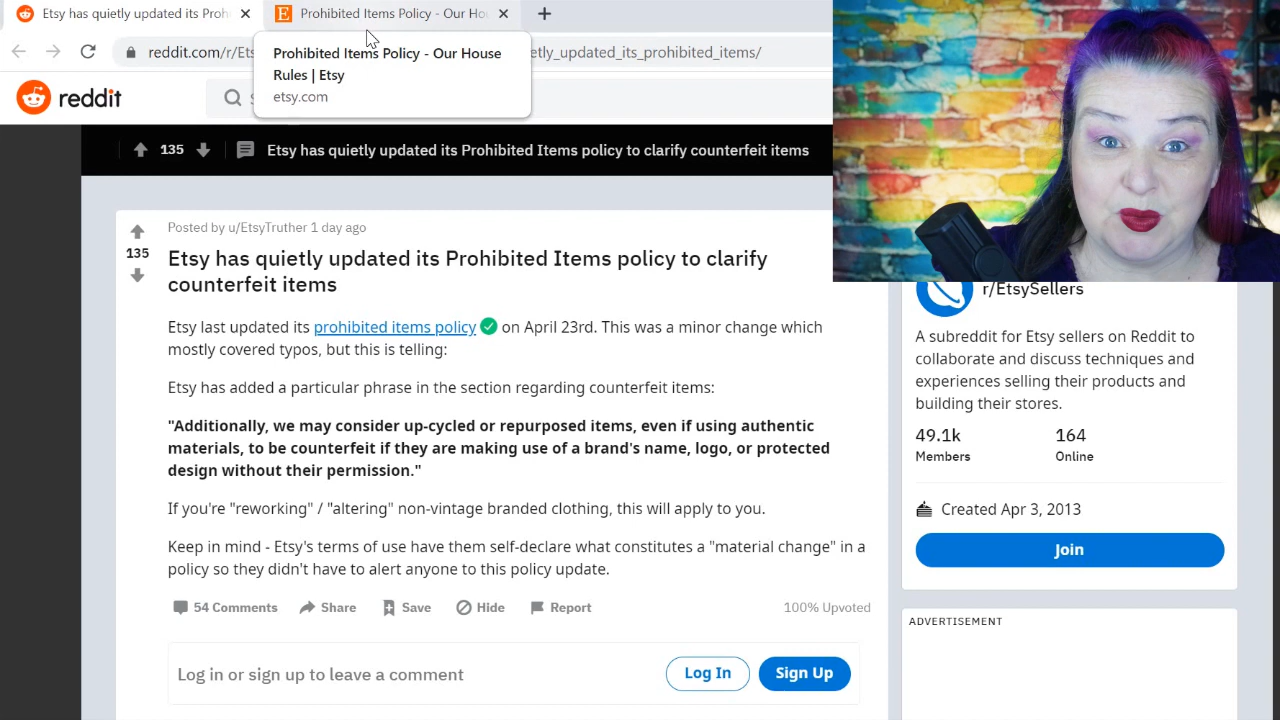 Etsy has quietly updated its Proh
Prohibited Items Policy - Our Ho
reddit.com/r/Ets
etly_updated_its_prohibited_items/
Prohibited Items Policy - Our House
Rules | Etsy
etsy.com
reddit
135
Etsy has quietly updated its Prohibited Items policy to clarify counterfeit items
Posted by u/EtsyTruther 1 day ago
135
Etsy has quietly updated its Prohibited Items policy to clarify
counterfeit items
Etsy last updated its prohibited items policy on April 23rd. This was a minor change which
mostly covered typos, but this is telling:
Etsy has added a particular phrase in the section regarding counterfeit items:
"Additionally, we may consider up-cycled or repurposed items, even if using authentic
materials, to be counterfeit if they are making use of a brand's name, logo, or protected
design without their permission."
If you're "reworking" / "altering" non-vintage branded clothing, this will apply to you.
Keep in mind - Etsy's terms of use have them self-declare what constitutes a "material change" in a
policy so they didn't have to alert anyone to this policy update.
54 Comments Share Save Hide Report 100% Upvoted
Log in or sign up to leave a comment Log In Sign Up
r/EtsySellers
A subreddit for Etsy sellers on Reddit to
collaborate and discuss techniques and
experiences selling their products and
building their stores.
49.1k 164
Members Online
Created Apr 3, 2013
Join
ADVERTISEMENT